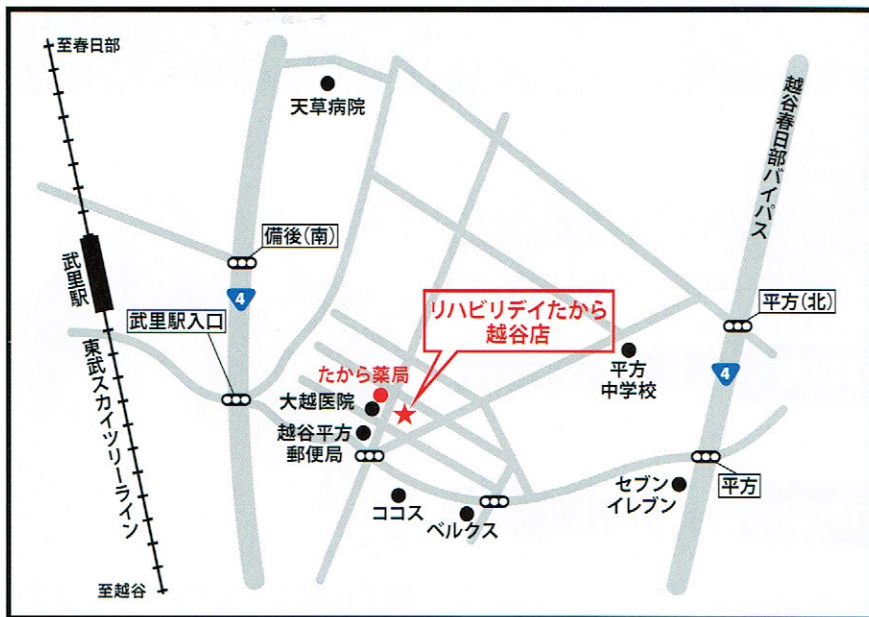 至春日部
天草病院
越谷春日部バイパス
備後(南)
武里駅
4
武里駅入口
リハビリデイたから
越谷店
平方(北)
東武スカイツリーライン
たから薬局
大越医院
平方
中学校
4
越谷平方
郵便局
セブン
イレブン
平方
ココス
ベルクス
至越谷